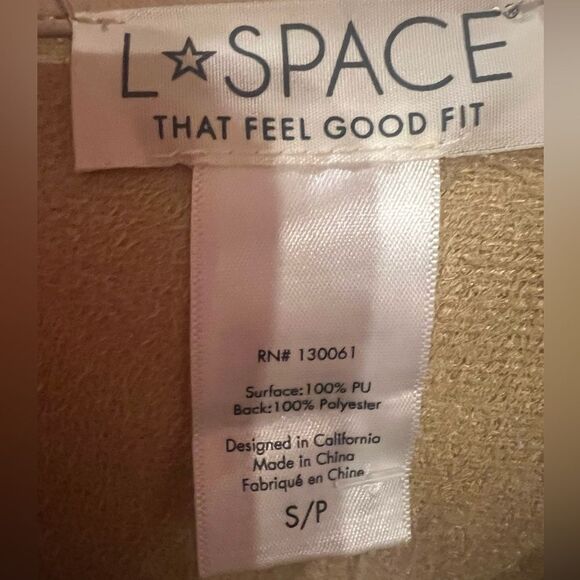 L☆SPACE®
THAT FEEL GOOD FIT
RN# 130061
Surface:100% PU
Back:100% Polyester
Designed in California
Made in China
Fabriqué en Chine
S/P